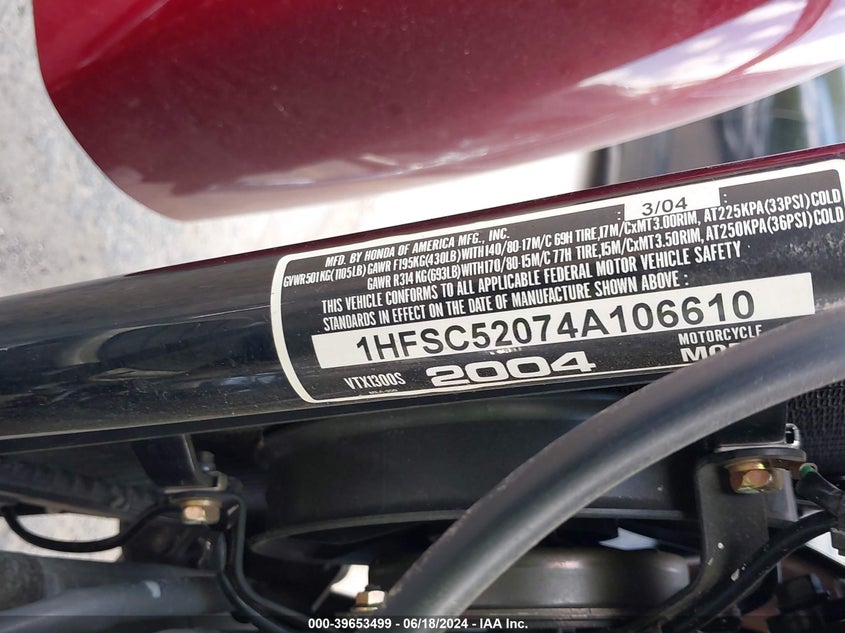 3/04
MFD. BY HONDA OF AMERICA MFG., INC.
GVWR 501KG(1105LB) GAWR F195KG(430LB)WITH140/80-17M/C 69H TIRE,17M/CxMT3.00RIM, AT225KPA(33PSI)COLD
GAWR R314KG(693LB)WITH170/80-15M/C 77H TIRE,15M/CxMT3.50RIM, AT250KPA(36PSI)COLD
THIS VEHICLE CONFORMS TO ALL APPLICABLE FEDERAL MOTOR VEHICLE SAFETY
STANDARDS IN EFFECT ON THE DATE OF MANUFACTURE SHOWN ABOVE :
1HFSC52074A106610
VTX1300S 2004 MOTORCYCLE
000-39653499 - 06/18/2024 - IAA Inc.